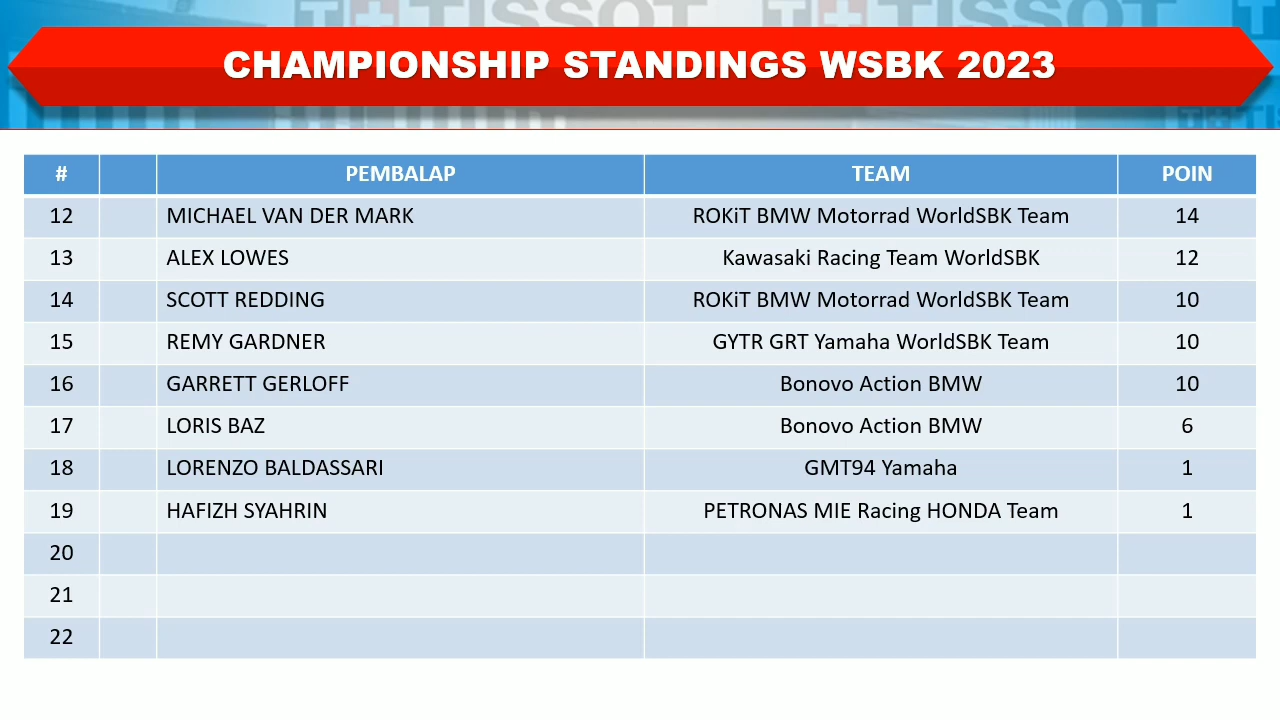 TISSOT TISSOT
CHAMPIONSHIP STANDINGS WSBK 2023
# PEMBALAP TEAM POIN
12 MICHAEL VAN DER MARK ROKiT BMW Motorrad WorldSBK Team 14
13 ALEX LOWES Kawasaki Racing Team WorldSBK 12
14 SCOTT REDDING ROKiT BMW Motorrad WorldSBK Team 10
15 REMY GARDNER GYTR GRT Yamaha WorldSBK Team 10
16 GARRETT GERLOFF Bonovo Action BMW 10
17 LORIS BAZ Bonovo Action BMW 6
18 LORENZO BALDASSARI GMT94 Yamaha 1
19 HAFIZH SYAHRIN PETRONAS MIE Racing HONDA Team 1
20
21
22